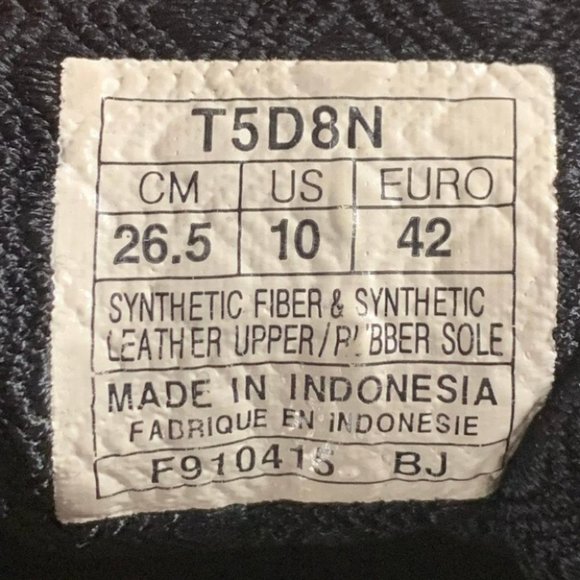 T5D8N
CM US EURO
26.5 10 42
SYNTHETIC FIBER & SYNTHETIC
LEATHER UPPER/RUBBER SOLE
MADE IN INDONESIA
FABRIQUE EN INDONESIE
F910415 BJ